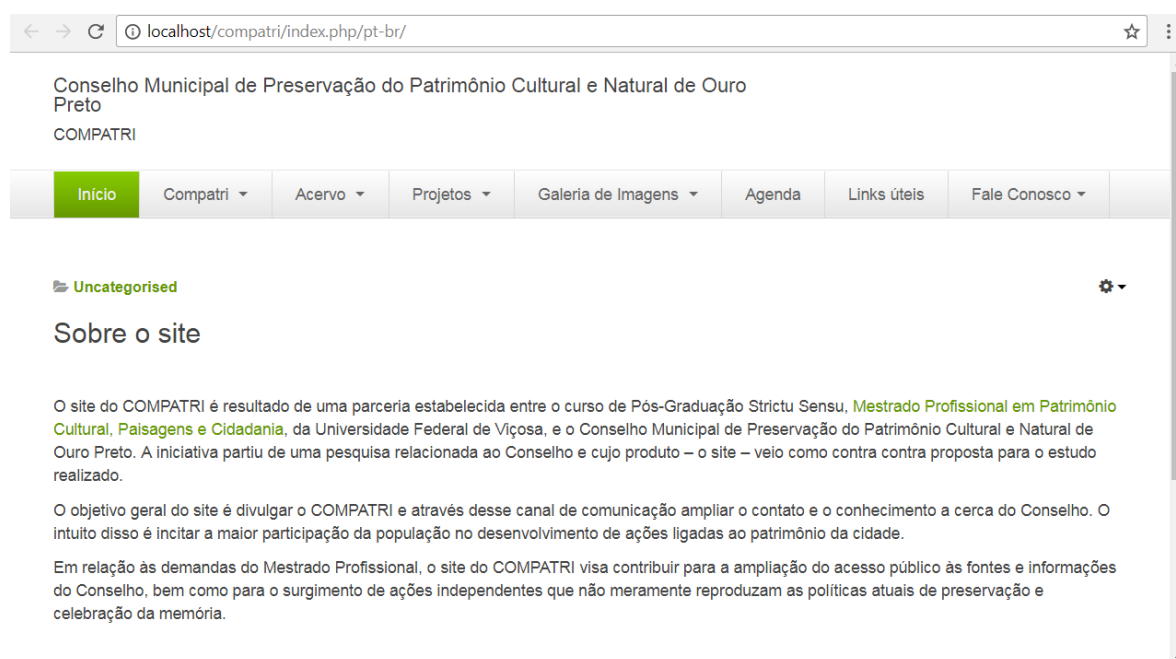 localhost/compatri/index.php/pt-br/
Conselho Municipal de Preservação do Patrimônio Cultural e Natural de Ouro
Preto
COMPATRI
Início Compatri Acervo Projetos Galeria de Imagens Agenda Links úteis Fale Conosco
Uncategorised
Sobre o site
O site do COMPATRI é resultado de uma parceria estabelecida entre o curso de Pós-Graduação Strictu Sensu, Mestrado Profissional em Patrimônio
Cultural, Paisagens e Cidadania, da Universidade Federal de Viçosa, e o Conselho Municipal de Preservação do Patrimônio Cultural e Natural de
Ouro Preto. A iniciativa partiu de uma pesquisa relacionada ao Conselho e cujo produto – o site – veio como contra contra proposta para o estudo
realizado.
O objetivo geral do site é divulgar o COMPATRI e através desse canal de comunicação ampliar o contato e o conhecimento a cerca do Conselho. O
intuito disso é incitar a maior participação da população no desenvolvimento de ações ligadas ao patrimônio da cidade.
Em relação às demandas do Mestrado Profissional, o site do COMPATRI visa contribuir para a ampliação do acesso público às fontes e informações
do Conselho, bem como para o surgimento de ações independentes que não meramente reproduzam as políticas atuais de preservação e
celebração da memória.